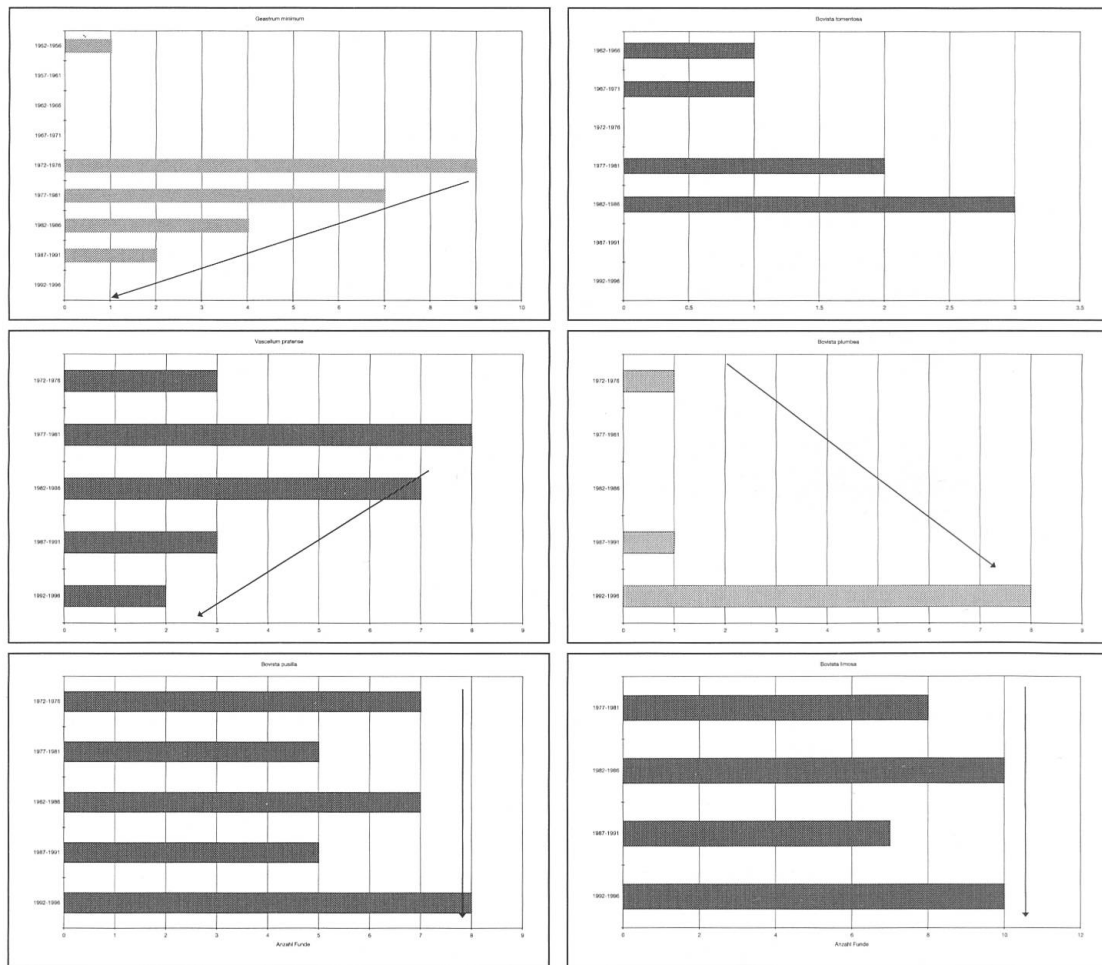 Geastrum minimum
1952-1956
1957-1961
1962-1966
1967-1971
1972-1976
1977-1981
1982-1986
1987-1991
1992-1996
0 1 2 3 4 5 6 7 8 9 10
Bovista tomentosa
1962-1966
1967-1971
1972-1976
1977-1981
1982-1986
1987-1991
1992-1996
0 0.5 1 1.5 2 2.5 3 3.5
Vascellum pratense
1972-1976
1977-1981
1982-1986
1987-1991
1992-1996
0 1 2 3 4 5 6 7 8 9
Bovista plumbea
1972-1976
1977-1981
1982-1986
1987-1991
1992-1996
0 1 2 3 4 5 6 7 8 9
Bovista pusilla
1972-1976
1977-1981
1982-1986
1987-1991
1992-1996
0 1 2 3 4 5 6 7 8 9
Anzahl Funde
Bovista limosa
1977-1981
1982-1986
1987-1991
1992-1996
0 2 4 6 8 10 12
Anzahl Funde